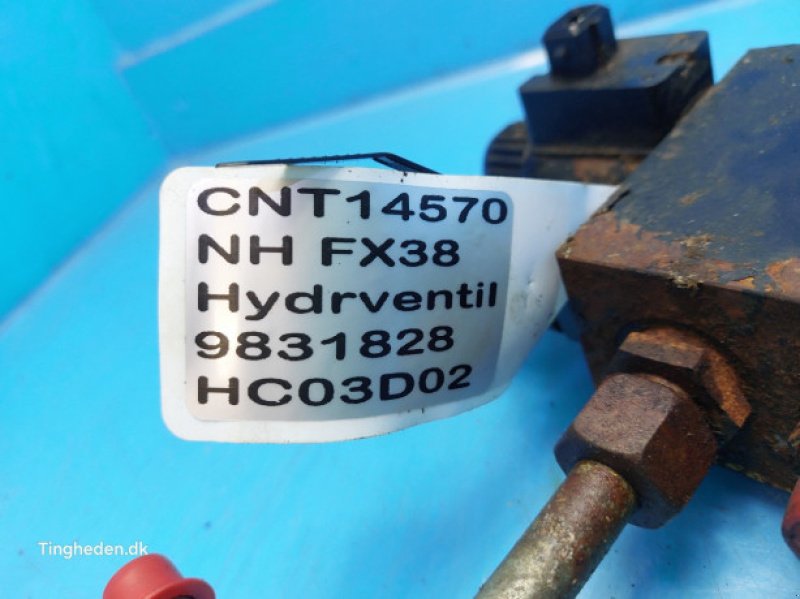 CNT14570
NH FX38
Hydrventil
9831828
HC03D02
Tingheden.dk